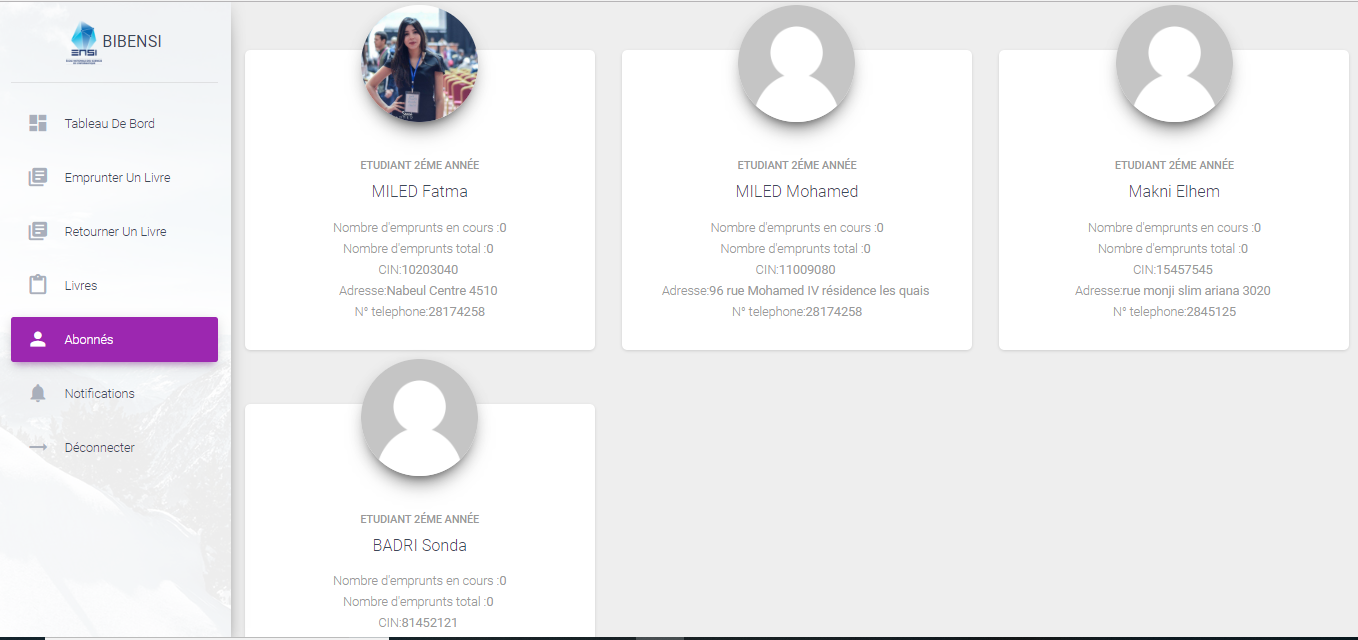 ENSI
BIBENSI
Tableau De Bord
Emprunter Un Livre
Retourner Un Livre
Livres
Abonnés
Notifications
Déconnecter
ETUDIANT 2ÉME ANNÉE
MILED Fatma
Nombre d'emprunts en cours :0
Nombre d'emprunts total :0
CIN:10203040
Adresse:Nabeul Centre 4510
N° telephone:28174258
ETUDIANT 2ÉME ANNÉE
MILED Mohamed
Nombre d'emprunts en cours :0
Nombre d'emprunts total :0
CIN:11009080
Adresse:96 rue Mohamed IV résidence les quais
N° telephone:28174258
ETUDIANT 2ÉME ANNÉE
Makni Elhem
Nombre d'emprunts en cours :0
Nombre d'emprunts total :0
CIN:15457545
Adresse:rue monji slim ariana 3020
N° telephone:2845125
ETUDIANT 2ÉME ANNÉE
BADRI Sonda
Nombre d'emprunts en cours :0
Nombre d'emprunts total :0
CIN:81452121